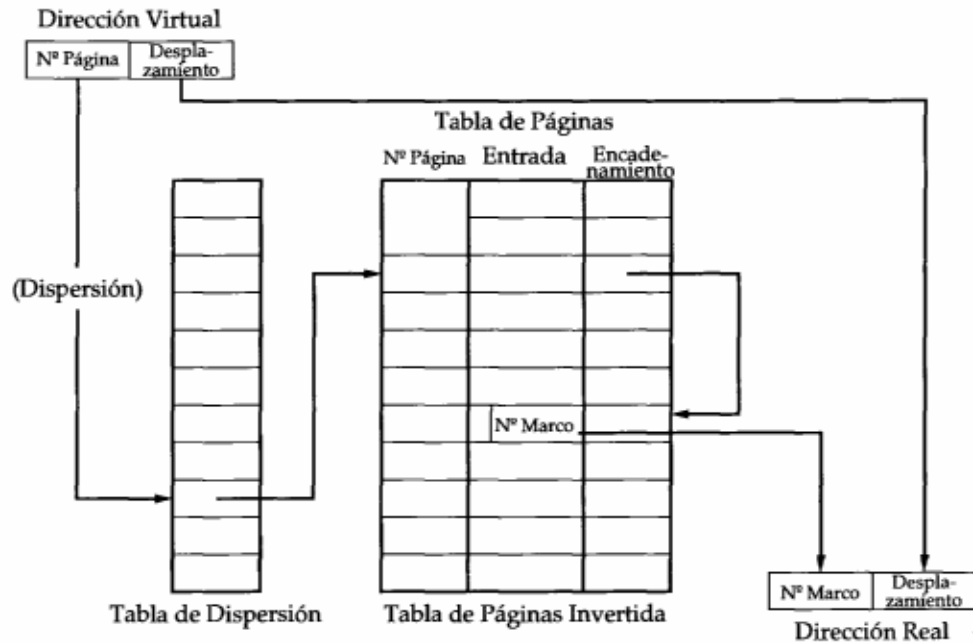 Dirección Virtual
Nº Página
Despla-
zamiento
Tabla de Páginas
Nº Página
Entrada
Encade-
namiento
(Dispersión)
Nº Marco
Tabla de Dispersión
Tabla de Páginas Invertida
Nº Marco
Despla-
zamiento
Dirección Real